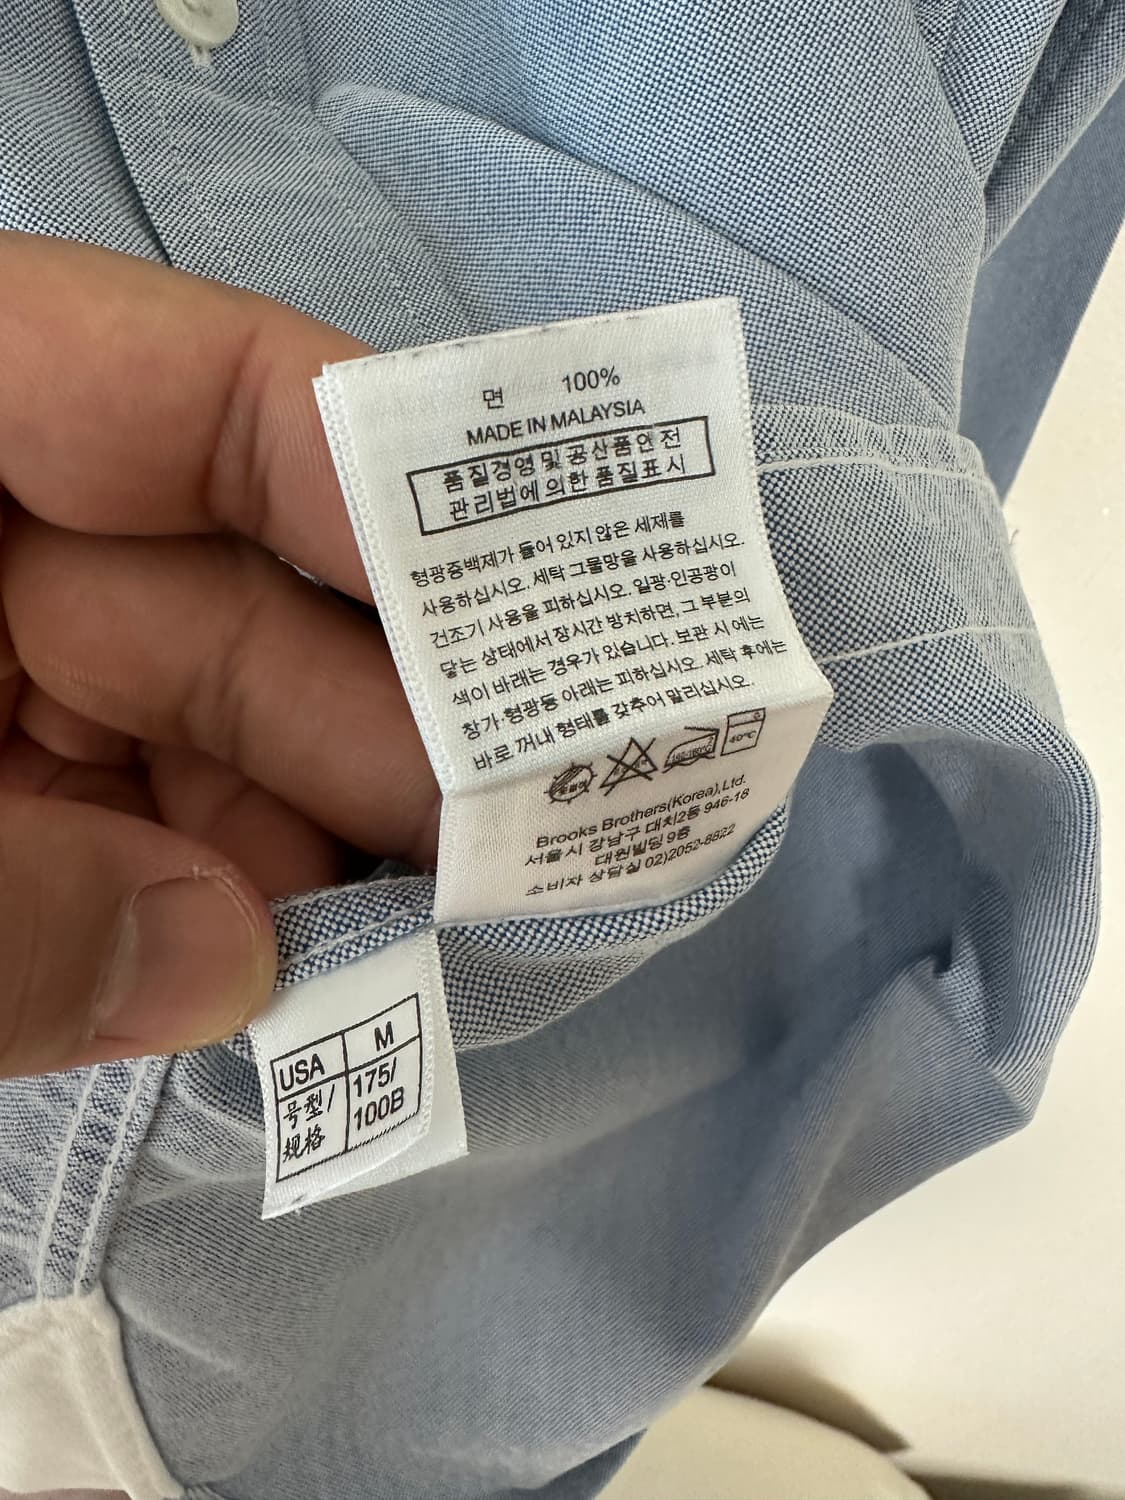 면 100%
MADE IN MALAYSIA
품질경영 및 공산품안전
관리법에 의한 품질표시
형광증백제가 들어 있지 않은 세제를
사용하십시오. 세탁 그물망을 사용하십시오.
건조기 사용을 피하십시오. 일광·인공광이
닿는 상태에서 장시간 방치하면, 그 부분의
색이 바래는 경우가 있습니다. 보관 시 에는
창가·형광등 아래는 피하십시오. 세탁 후에는
바로 꺼내 형태를 갖추어 말리십시오.
40℃
Brooks Brothers(Korea),Ltd.
서울시 강남구 대치2동 946-18
대원빌딩 9층
소비자 상담실 02)2052-8822
USA M
号型/ 175/
规格 100B